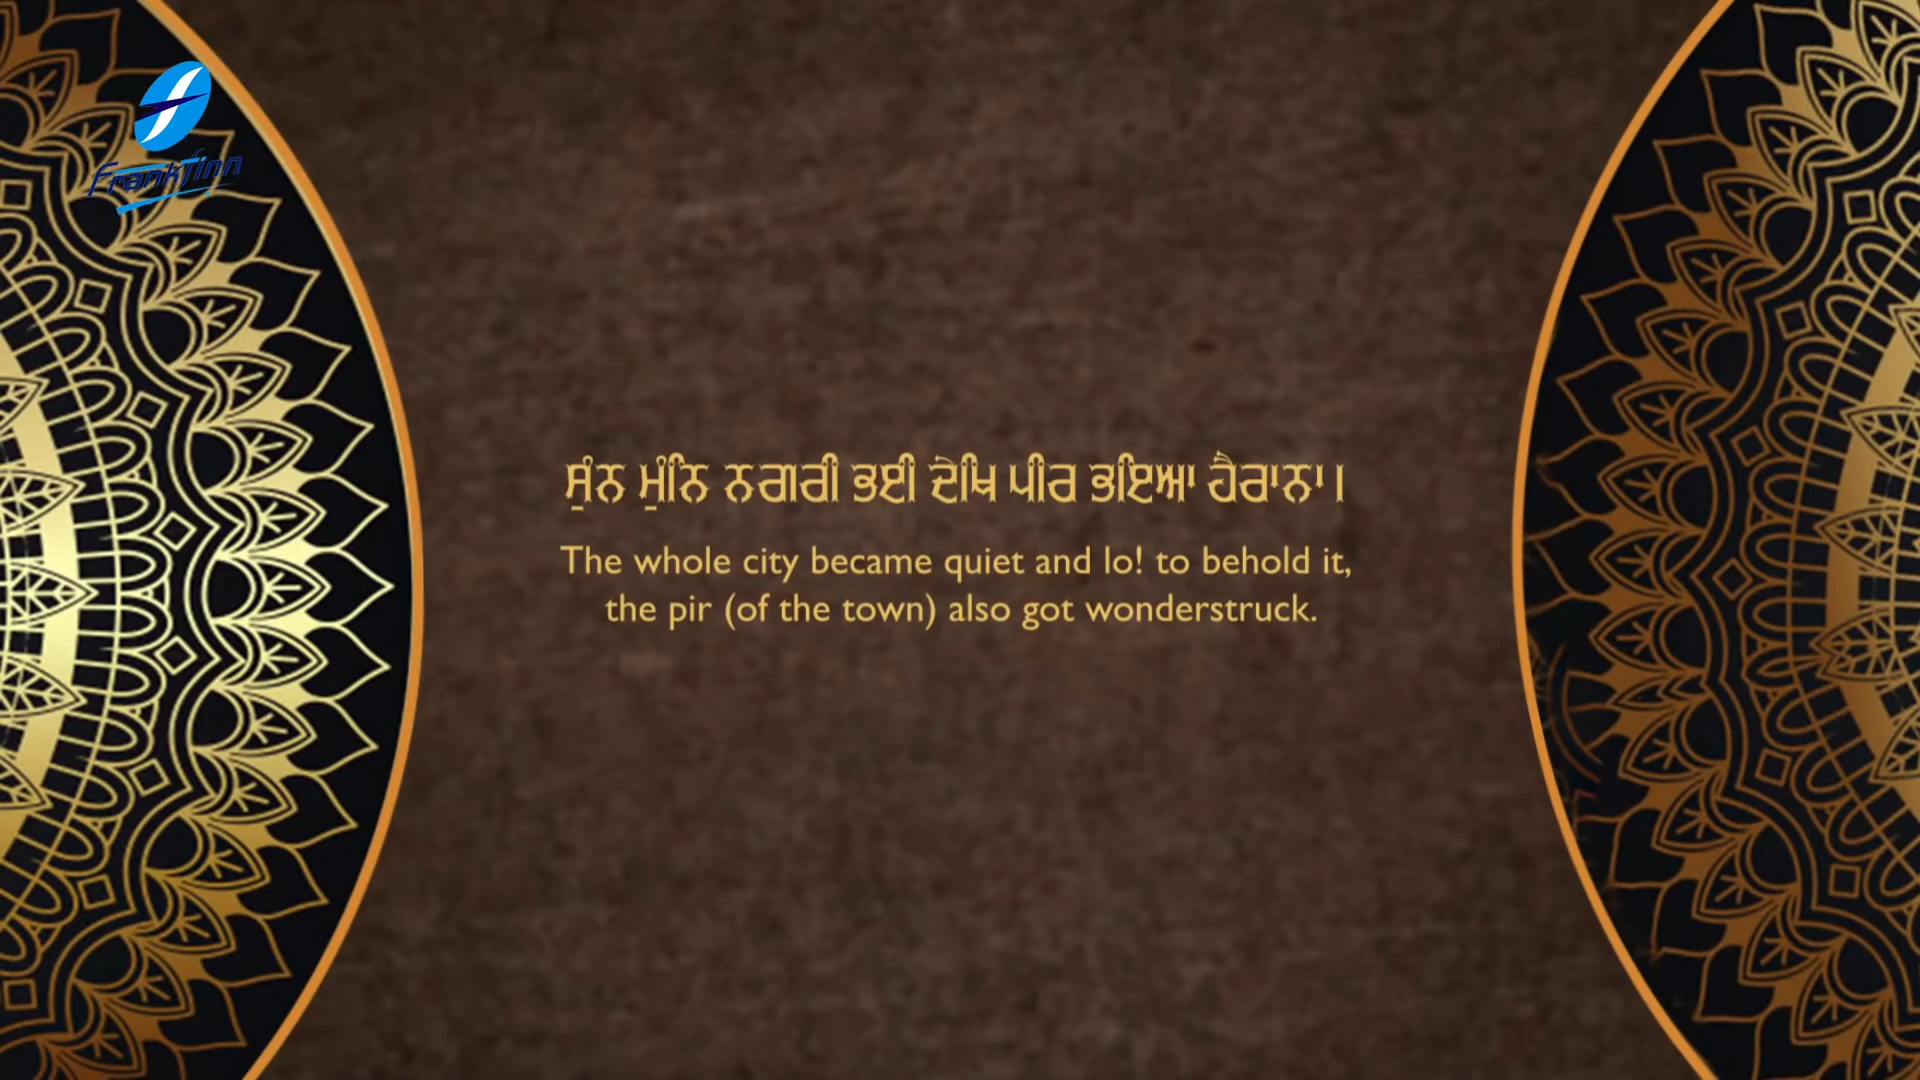 Frankfinn
ਸੁੰਨ ਮੁੰਨਿ ਨਗਰੀ ਭਈ ਦੇਖਿ ਪੀਰ ਭਇਆ ਹੈਰਾਨਾ।
The whole city became quiet and lo! to behold it,
the pir (of the town) also got wonderstruck.